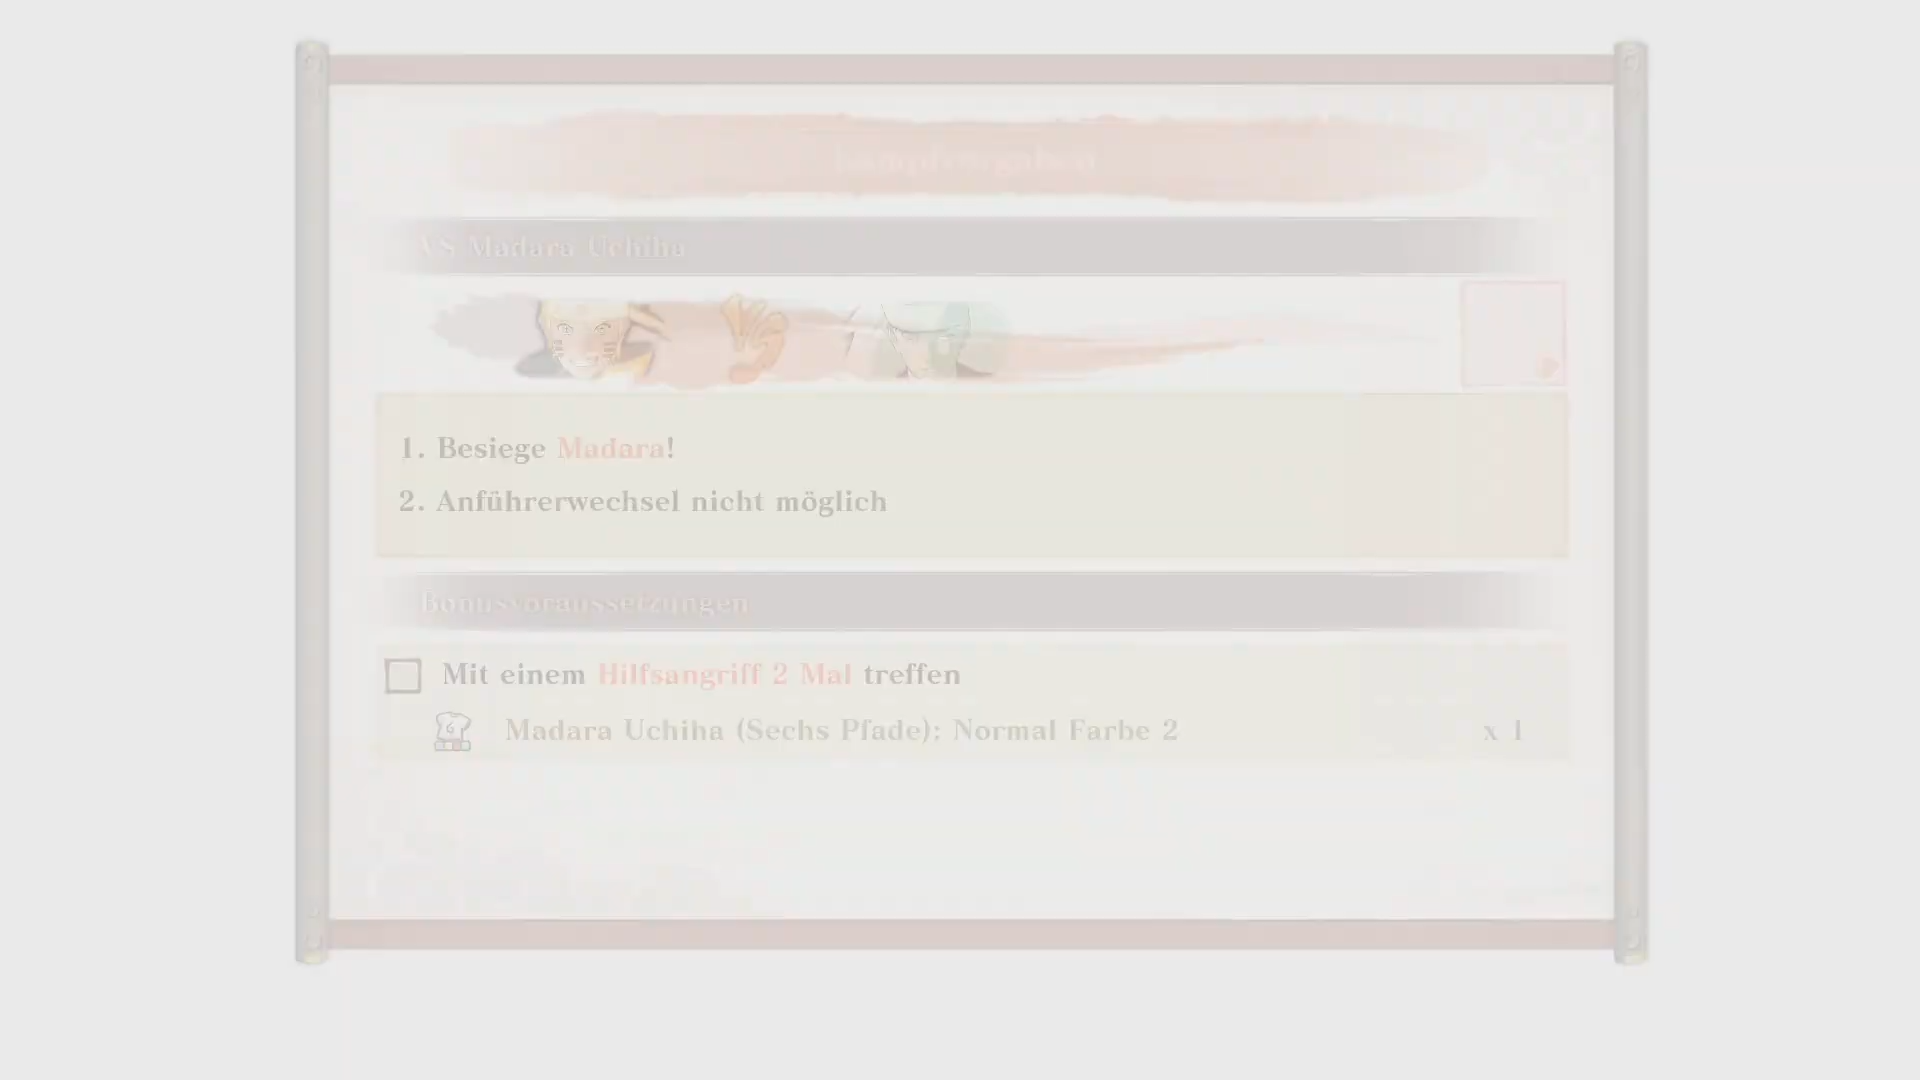 VS Madara Uchiha
1. Besiege Madara!
2. Anführerwechsel nicht möglich
Bonusvoraussetzungen
Mit einem Hilfsangriff 2 Mal treffen
Madara Uchiha (Sechs Pfade): Normal Farbe 2 x 1